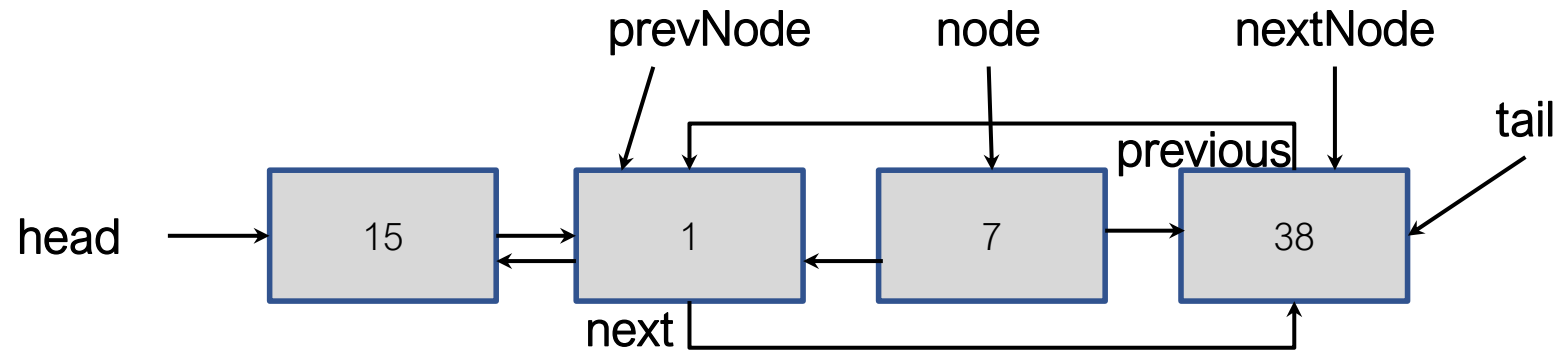 prevNode
node
nextNode
tail
previous
head
15
1
7
38
next